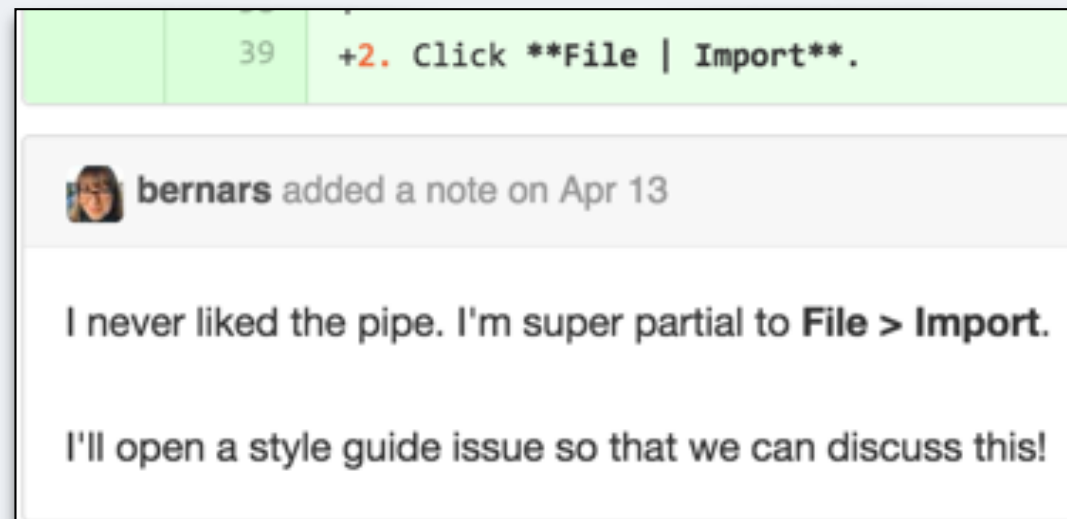 39 +2. Click **File | Import**.
bernars added a note on Apr 13
I never liked the pipe. I'm super partial to File > Import.
I'll open a style guide issue so that we can discuss this!